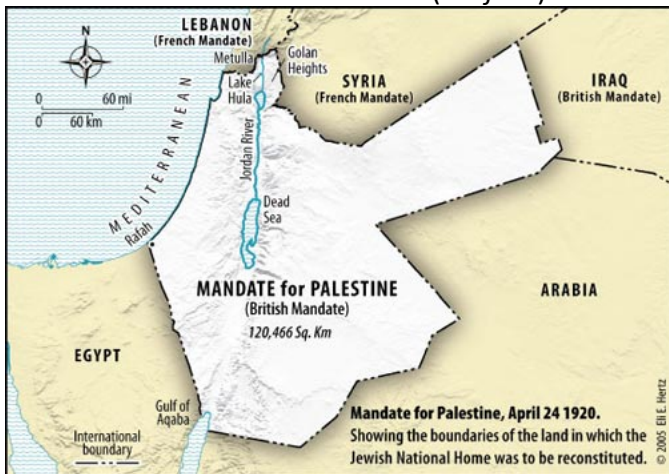 LEBANON
(French Mandate)
N
Metulla
Golan
Heights
Lake
Hula
SYRIA
(French Mandate)
IRAQ
(British Mandate)
0 60 mi
0 60 km
MEDITERRANEAN
Jordan River
Dead
Sea
Rafah
MANDATE for PALESTINE
(British Mandate)
120,466 Sq. Km
ARABIA
EGYPT
Gulf of
Aqaba
International
boundary
Mandate for Palestine, April 24 1920.
Showing the boundaries of the land in which the
Jewish National Home was to be reconstituted.
© 2005 Eli E. Hertz